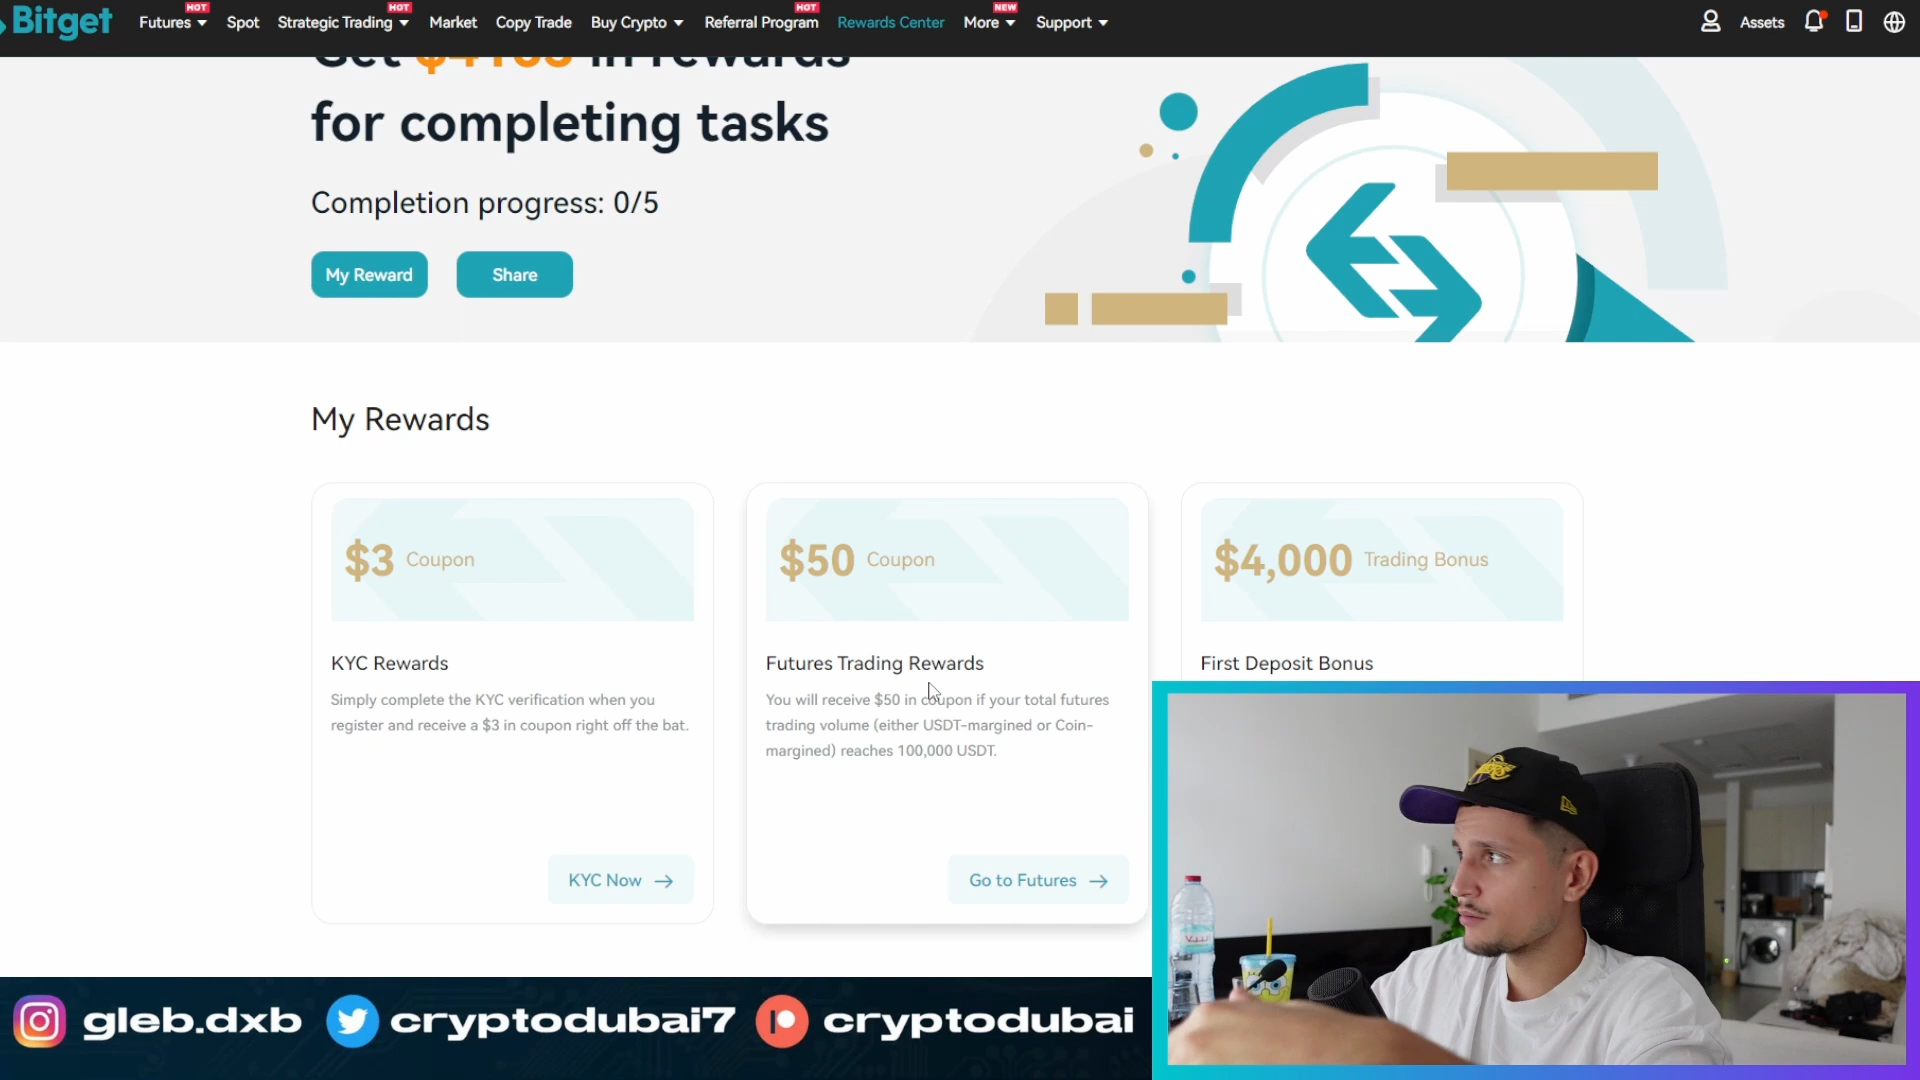 Bitget
Futures HOT
Spot
Strategic Trading HOT
Market
Copy Trade
Buy Crypto
Referral Program HOT
Rewards Center
More NEW
Support
Assets
Get $4163 in rewards
for completing tasks
Completion progress: 0/5
My Reward
Share
My Rewards
$3 Coupon
KYC Rewards
Simply complete the KYC verification when you
register and receive a $3 in coupon right off the bat.
KYC Now →
$50 Coupon
Futures Trading Rewards
You will receive $50 in coupon if your total futures
trading volume (either USDT-margined or Coin-
margined) reaches 100,000 USDT.
Go to Futures →
$4,000 Trading Bonus
First Deposit Bonus
gleb.dxb
cryptodubai7
cryptodubai